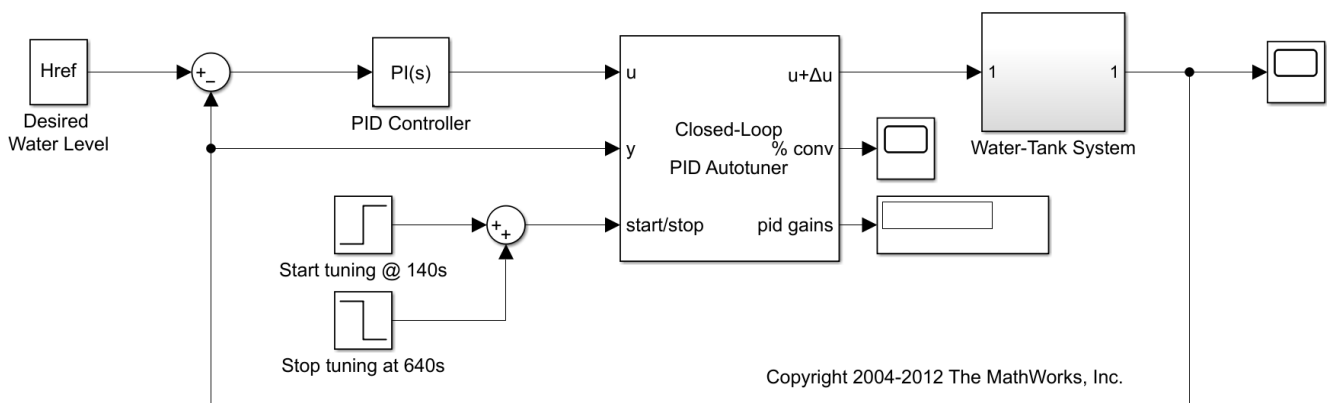 Href
Desired
Water Level
+
−
PI(s)
PID Controller
u
y
start/stop
Closed-Loop
PID Autotuner
u+Δu
% conv
pid gains
1
1
Water-Tank System
+
+
Start tuning @ 140s
Stop tuning at 640s
Copyright 2004-2012 The MathWorks, Inc.